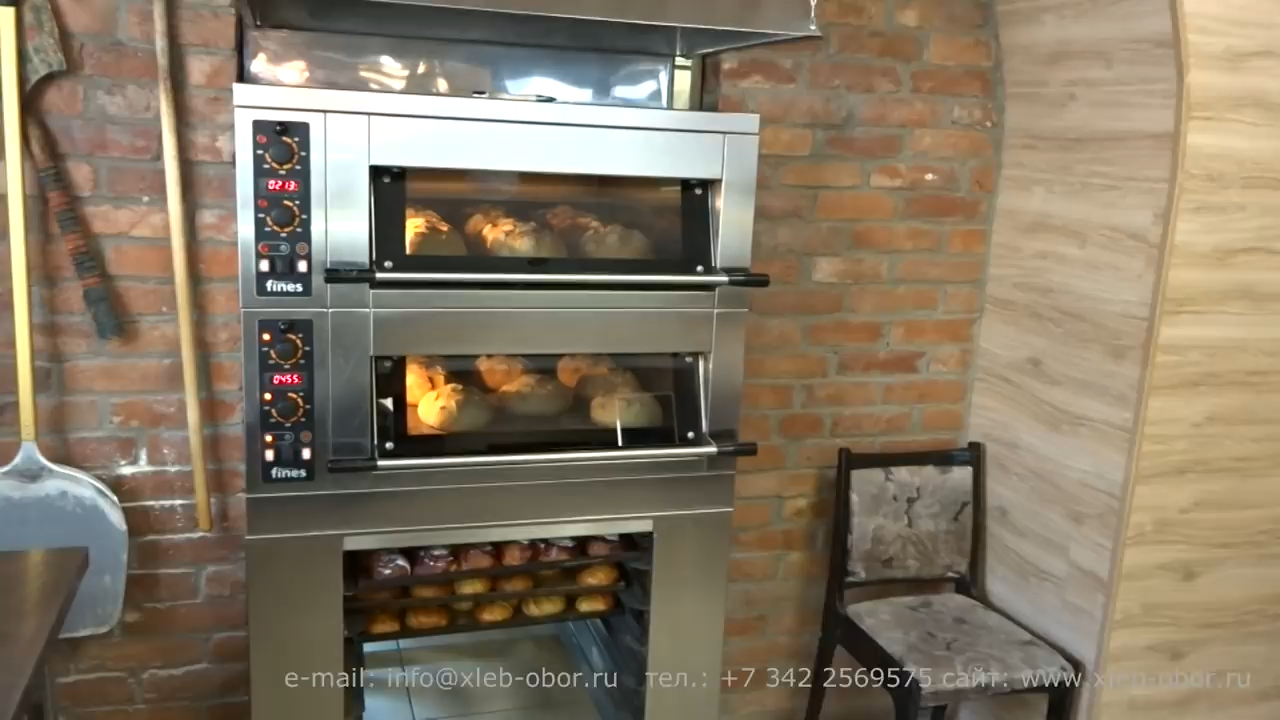 0213
fines
0455
fines
e-mail: info@xleb-obor.ru тел.: +7 342 2569575 сайт: www.xleb-obor.ru